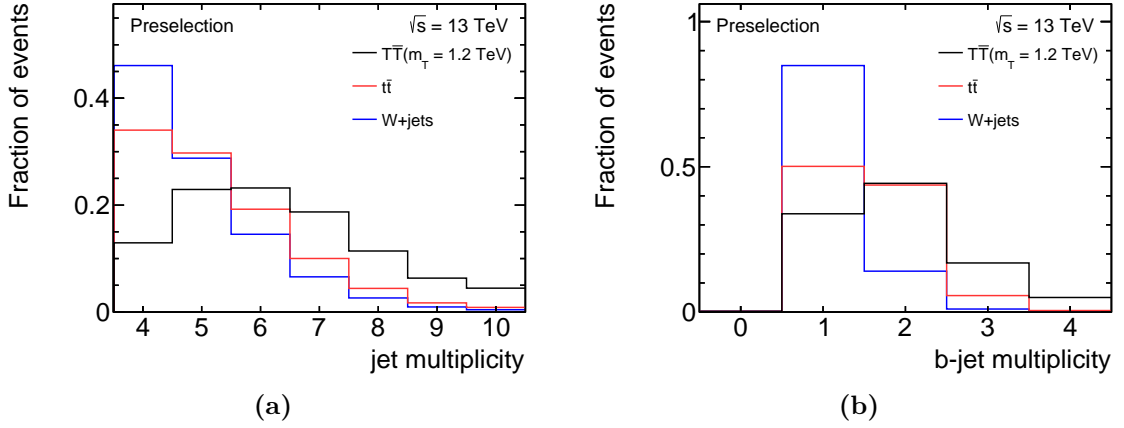 Preselection
√s = 13 TeV
TT̅(m_T = 1.2 TeV)
tt̄
W+jets
Fraction of events
0.4
0.2
0
4 5 6 7 8 9 10
jet multiplicity
(a)
Preselection
√s = 13 TeV
TT̅(m_T = 1.2 TeV)
tt̄
W+jets
Fraction of events
1
0.5
0
0 1 2 3 4
b-jet multiplicity
(b)